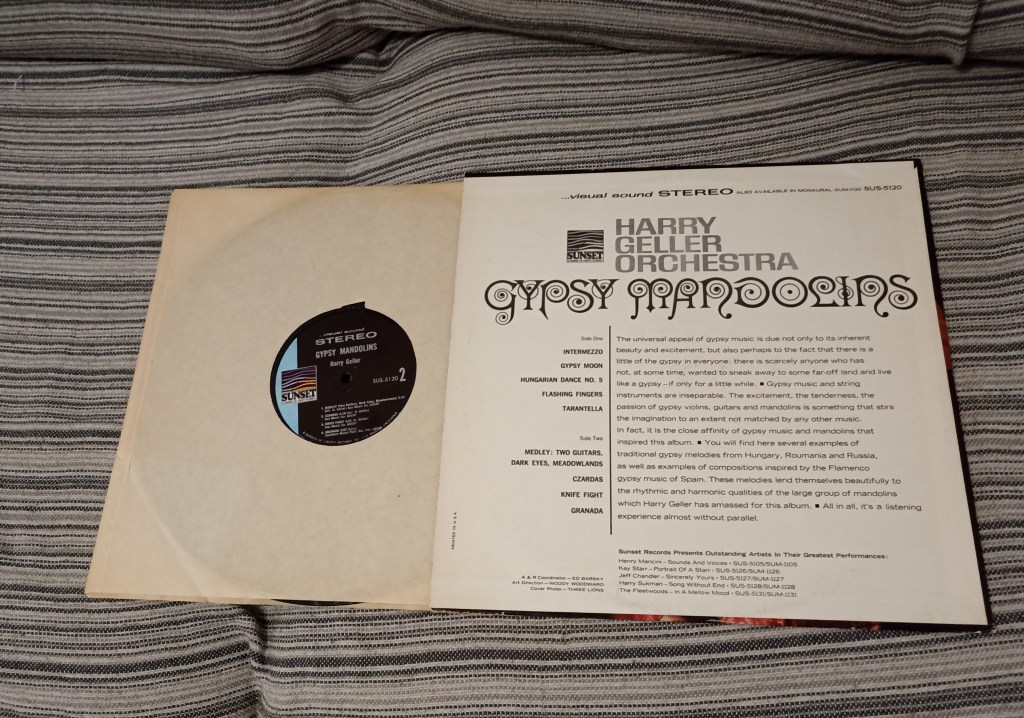 ...visual sound
STEREO
GYPSY MANDOLINS
Harry Geller
SUS-5120 2
SUNSET
...visual sound STEREO ALSO AVAILABLE IN MONAURAL SUM-1120 SUS-5120
SUNSET
HARRY
GELLER
ORCHESTRA
GYPSY MANDOLINS
Side One
INTERMEZZO
GYPSY MOON
HUNGARIAN DANCE NO. 5
FLASHING FINGERS
TARANTELLA
Side Two
MEDLEY: TWO GUITARS,
DARK EYES, MEADOWLANDS
CZARDAS
KNIFE FIGHT
GRANADA
The universal appeal of gypsy music is due not only to its inherent
beauty and excitement, but also perhaps to the fact that there is a
little of the gypsy in everyone: there is scarcely anyone who has
not, at some time, wanted to sneak away to some far-off land and live
like a gypsy – if only for a little while. ■ Gypsy music and string
instruments are inseparable. The excitement, the tenderness, the
passion of gypsy violins, guitars and mandolins is something that stirs
the imagination to an extent not matched by any other music.
In fact, it is the close affinity of gypsy music and mandolins that
inspired this album. ■ You will find here several examples of
traditional gypsy melodies from Hungary, Roumania and Russia,
as well as examples of compositions inspired by the Flamenco
gypsy music of Spain. These melodies lend themselves beautifully to
the rhythmic and harmonic qualities of the large group of mandolins
which Harry Geller has amassed for this album. ■ All in all, it's a listening
experience almost without parallel.
PRINTED IN U.S.A.
A & R Coordinator – ED BARSKY
Art Direction – WOODY WOODWARD
Cover Photo – THREE LIONS
Sunset Records Presents Outstanding Artists In Their Greatest Performances:
Henry Mancini – Sounds And Voices • SUS-5105/SUM-1105
Kay Starr – Portrait Of A Starr • SUS-5126/SUM-1126
Jeff Chandler – Sincerely Yours • SUS-5127/SUM-1127
Harry Sukman – Song Without End • SUS-5128/SUM-1128
The Fleetwoods – In A Mellow Mood • SUS-5131/SUM-1131